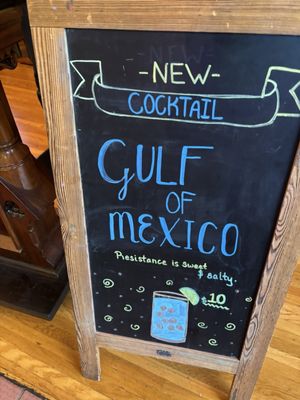 -NEW-
COCKTAIL
GULF
OF
MEXICO
Resistance is sweet
$ salty.
$10